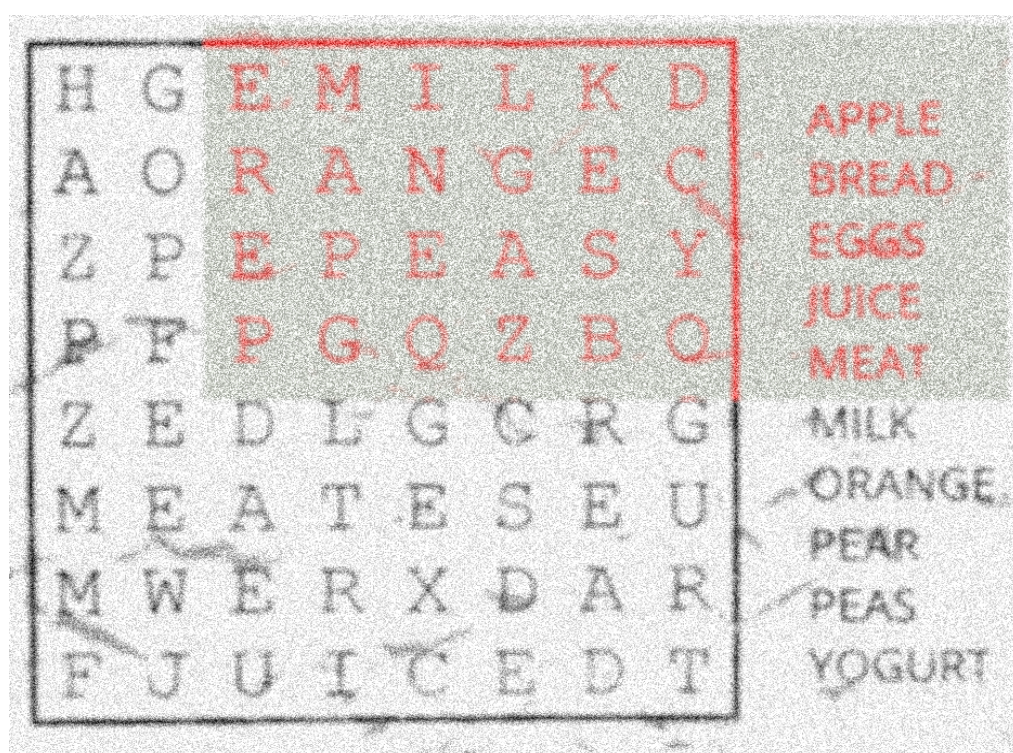 H G E M I L K D
A O R A N G E C
Z P E P E A S Y
P F P G Q Z B O
Z E D L G C R G
M E A T E S E U
M W E R X D A R
F J U I C E D T
APPLE
BREAD
EGGS
JUICE
MEAT
MILK
ORANGE
PEAR
PEAS
YOGURT